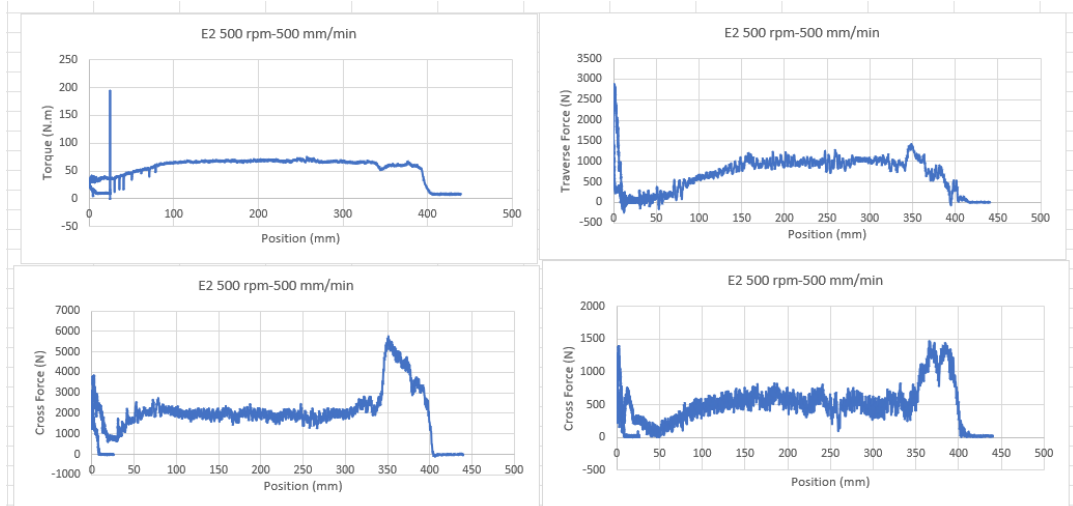 E2 500 rpm-500 mm/min
250
200
150
100
50
0
-50
0 100 200 300 400 500
Torque (N.m)
Position (mm)
E2 500 rpm-500 mm/min
3500
3000
2500
2000
1500
1000
500
0
-500
0 50 100 150 200 250 300 350 400 450 500
Traverse Force (N)
Position (mm)
E2 500 rpm-500 mm/min
7000
6000
5000
4000
3000
2000
1000
0
-1000
0 50 100 150 200 250 300 350 400 450 500
Cross Force (N)
Position (mm)
E2 500 rpm-500 mm/min
2000
1500
1000
500
0
-500
0 50 100 150 200 250 300 350 400 450 500
Cross Force (N)
Position (mm)